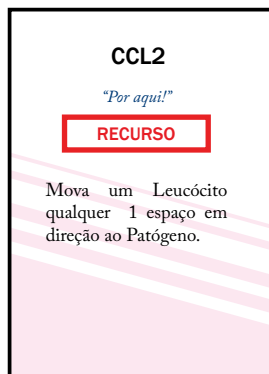 CCL2
“Por aqui!”
RECURSO
Mova um Leucócito
qualquer 1 espaço em
direção ao Patógeno.